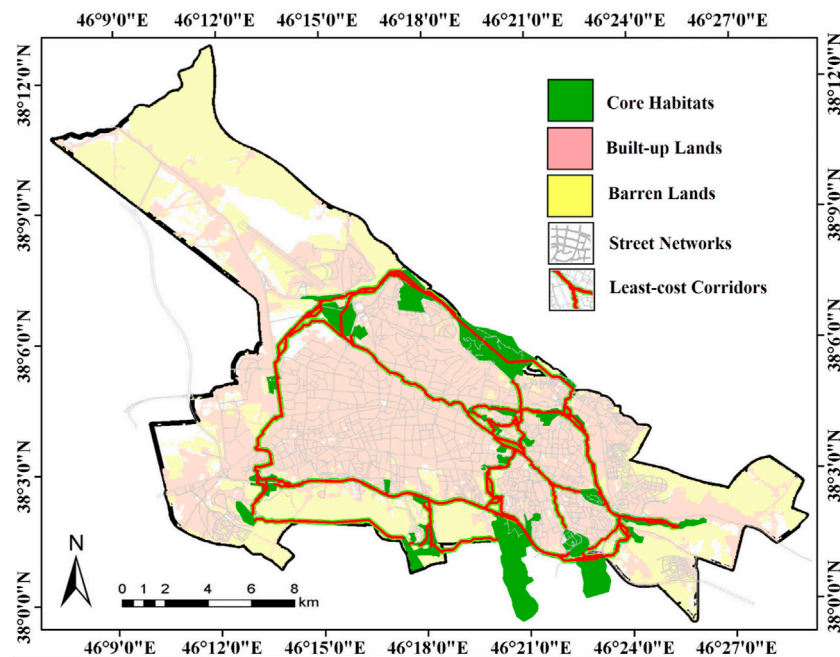 46°9'0"E 46°12'0"E 46°15'0"E 46°18'0"E 46°21'0"E 46°24'0"E 46°27'0"E
38°12'0"N 38°12'0"N
Core Habitats
Built-up Lands
Barren Lands
38°9'0"N 38°9'0"N
Street Networks
Least-cost Corridors
38°6'0"N 38°6'0"N
38°3'0"N 38°3'0"N
N
0 1 2 4 6 8
km
38°0'0"N 38°0'0"N
46°9'0"E 46°12'0"E 46°15'0"E 46°18'0"E 46°21'0"E 46°24'0"E 46°27'0"E